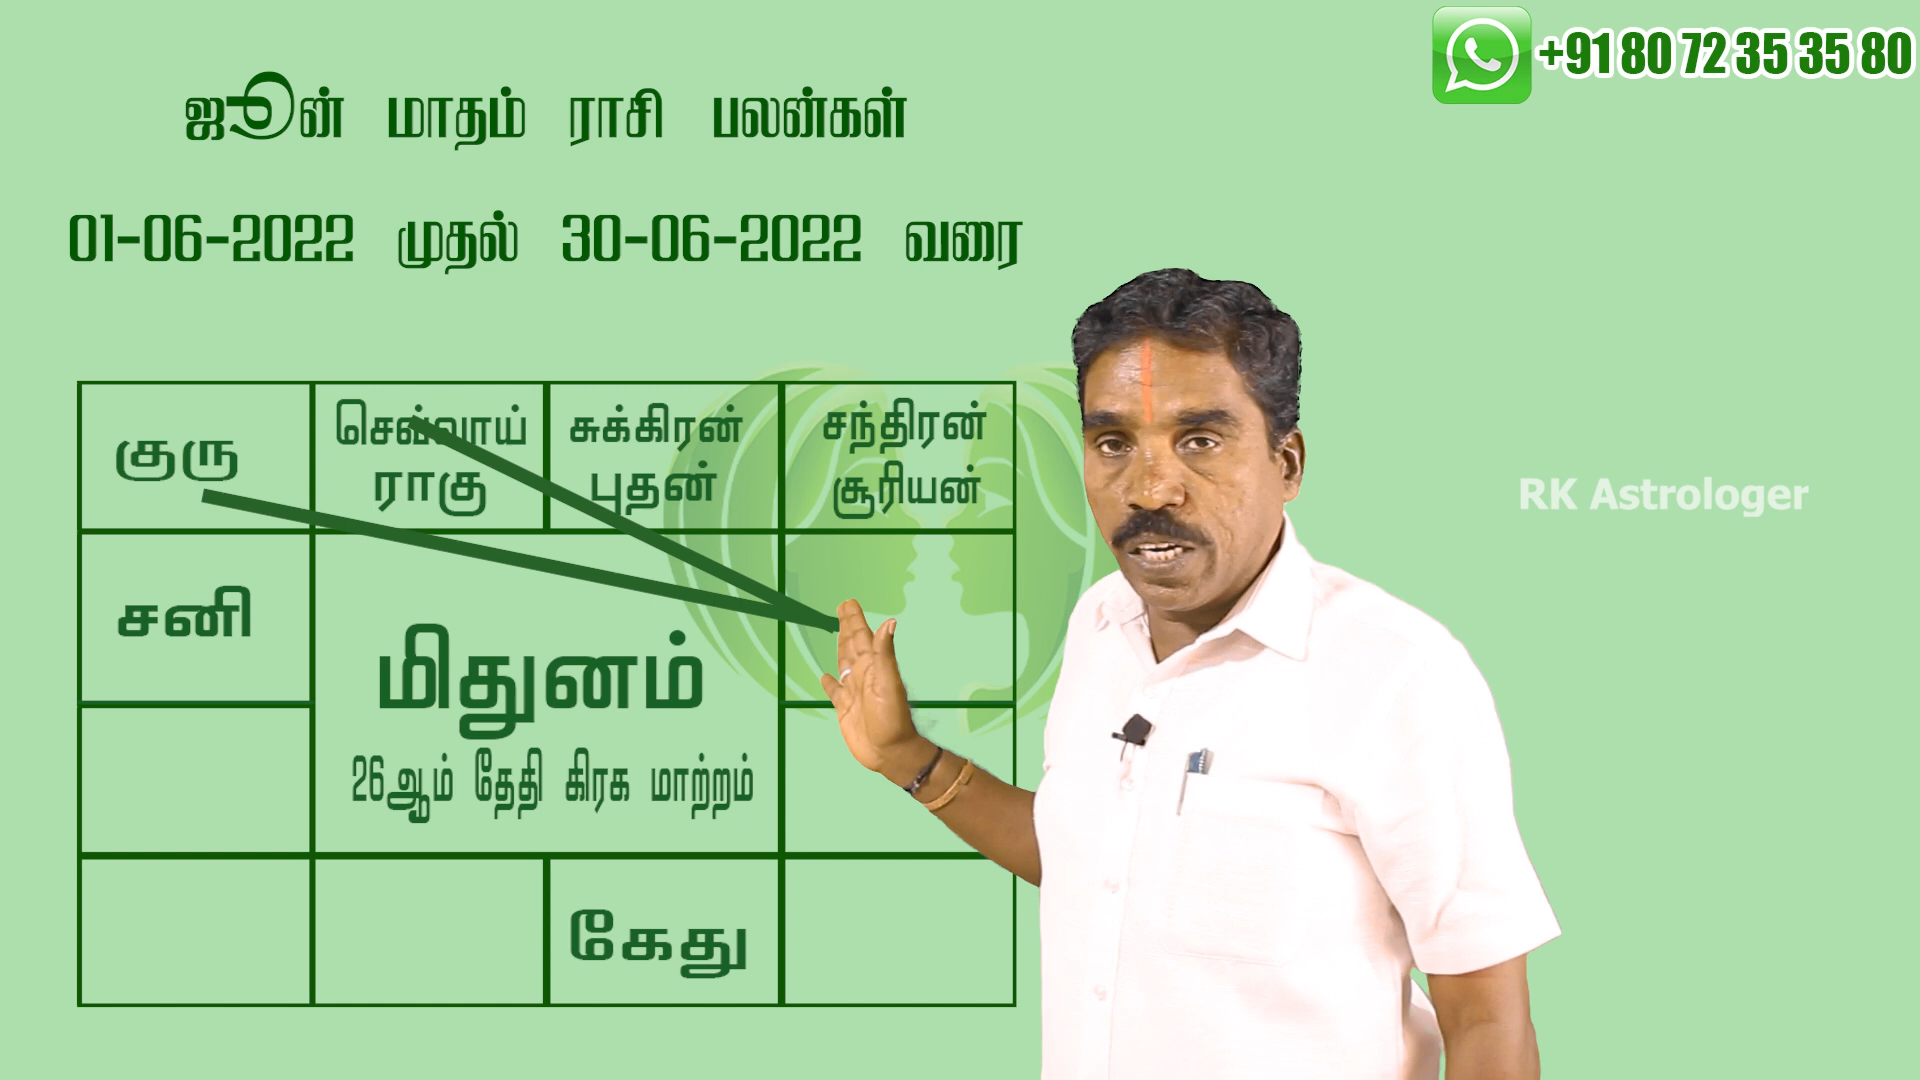 +91 80 72 35 35 80
ஜூன் மாதம் ராசி பலன்கள்
01-06-2022 முதல் 30-06-2022 வரை
குரு
செவ்வாய்
ராகு
சுக்கிரன்
புதன்
சந்திரன்
சூரியன்
RK Astrologer
சனி
மிதுனம்
26ஆம் தேதி கிரக மாற்றம்
கேது